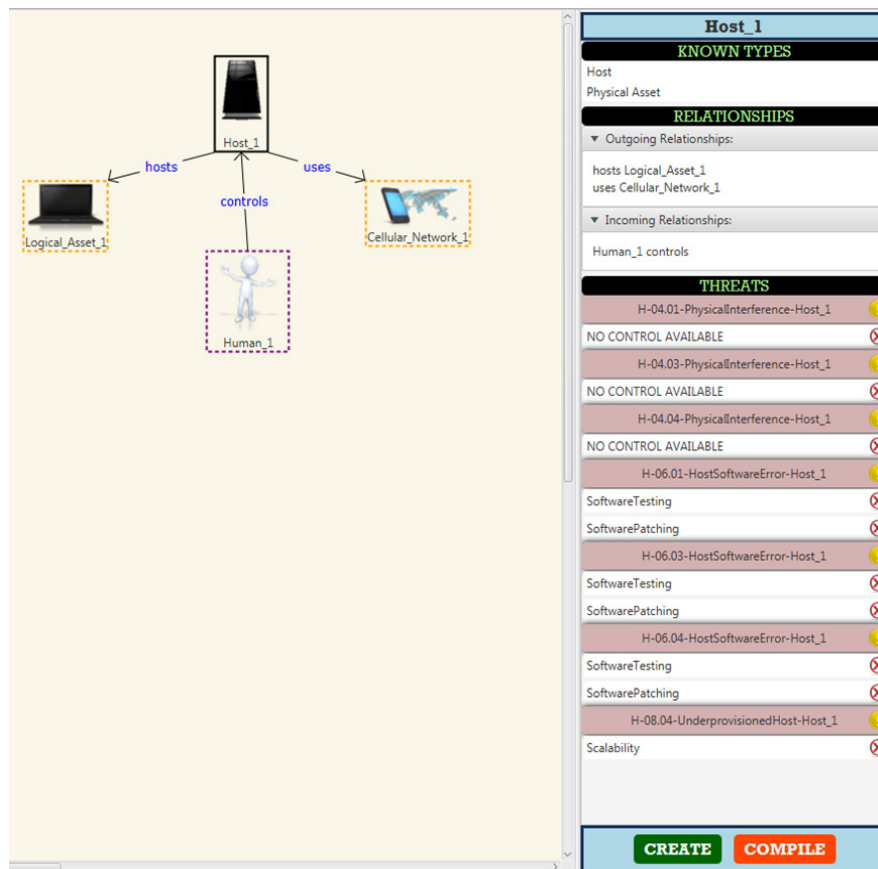 Host_1
hosts
uses
controls
Logical_Asset_1
Cellular_Network_1
Human_1
Host_1
KNOWN TYPES
Host
Physical Asset
RELATIONSHIPS
Outgoing Relationships:
hosts Logical_Asset_1
uses Cellular_Network_1
Incoming Relationships:
Human_1 controls
THREATS
H-04.01-PhysicalInterference-Host_1
NO CONTROL AVAILABLE
H-04.03-PhysicalInterference-Host_1
NO CONTROL AVAILABLE
H-04.04-PhysicalInterference-Host_1
NO CONTROL AVAILABLE
H-06.01-HostSoftwareError-Host_1
SoftwareTesting
SoftwarePatching
H-06.03-HostSoftwareError-Host_1
SoftwareTesting
SoftwarePatching
H-06.04-HostSoftwareError-Host_1
SoftwareTesting
SoftwarePatching
H-08.04-UnderprovisionedHost-Host_1
Scalability
CREATE COMPILE